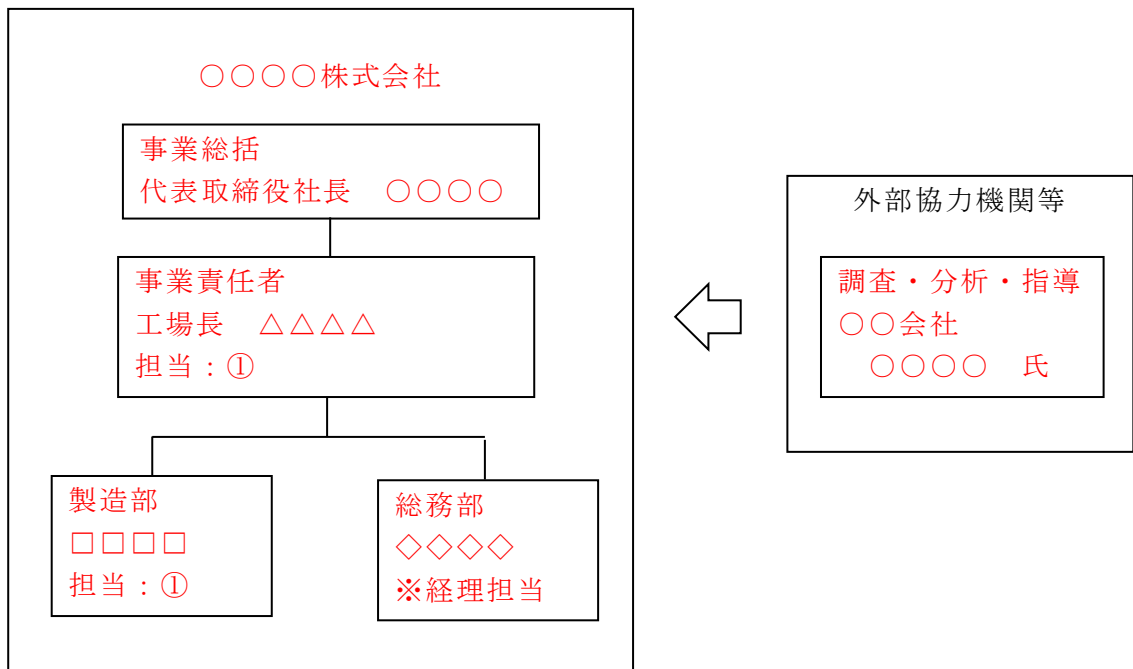 ○○○○株式会社
事業総括
代表取締役社長　○○○○
事業責任者
工場長　△△△△
担当：①
製造部
□□□□
担当：①
総務部
◇◇◇◇
※経理担当
外部協力機関等
調査・分析・指導
○○会社
○○○○　氏